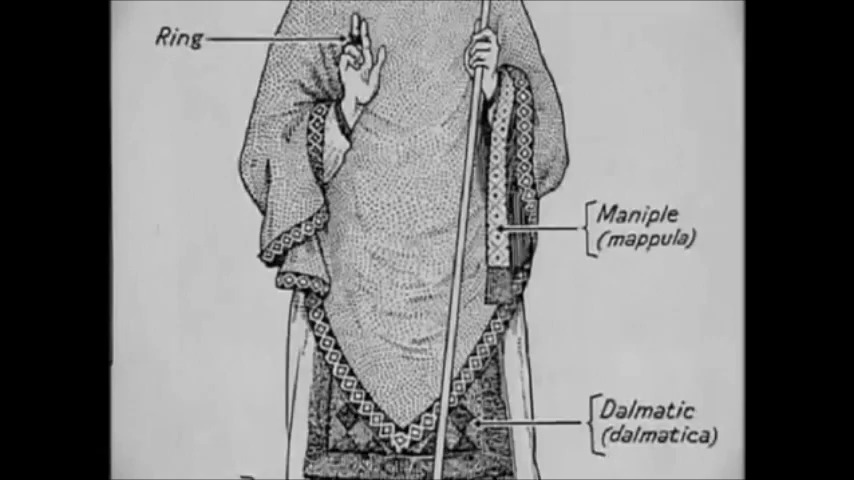 Ring
Maniple
(mappula)
Dalmatic
(dalmatica)